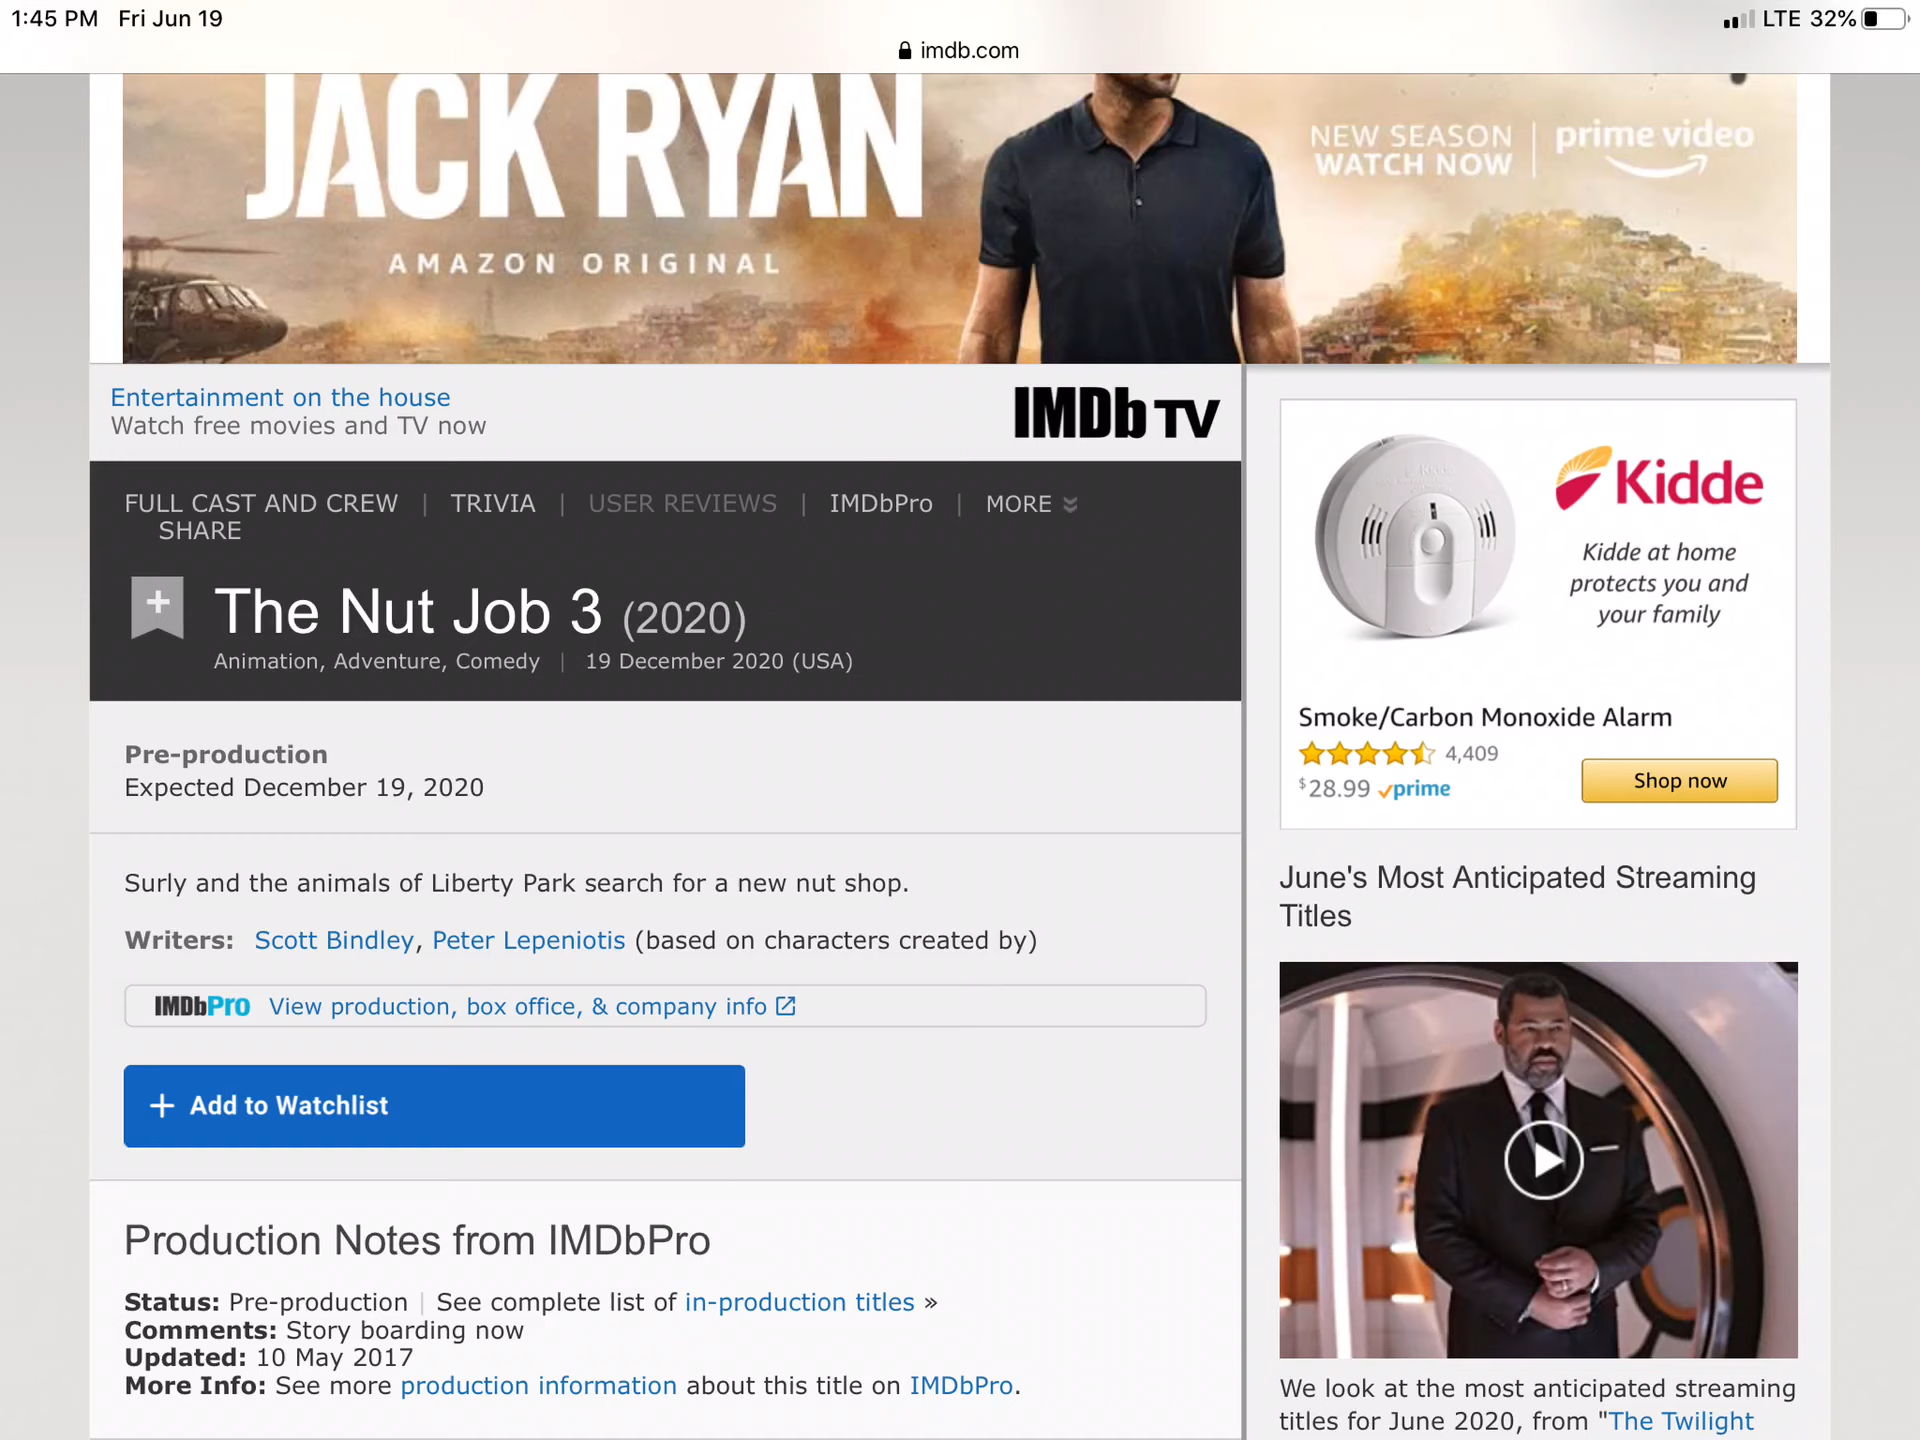 1:45 PM Fri Jun 19
LTE 32%
imdb.com
JACK RYAN
AMAZON ORIGINAL
NEW SEASON
WATCH NOW
prime video
Entertainment on the house
Watch free movies and TV now
IMDb TV
FULL CAST AND CREW | TRIVIA | USER REVIEWS | IMDbPro | MORE
SHARE
The Nut Job 3 (2020)
Animation, Adventure, Comedy | 19 December 2020 (USA)
Pre-production
Expected December 19, 2020
Surly and the animals of Liberty Park search for a new nut shop.
Writers: Scott Bindley, Peter Lepeniotis (based on characters created by)
IMDbPro View production, box office, & company info
+ Add to Watchlist
Production Notes from IMDbPro
Status: Pre-production | See complete list of in-production titles »
Comments: Story boarding now
Updated: 10 May 2017
More Info: See more production information about this title on IMDbPro.
Kidde
Kidde at home
protects you and
your family
Smoke/Carbon Monoxide Alarm
4,409
$28.99 prime
Shop now
June's Most Anticipated Streaming
Titles
We look at the most anticipated streaming
titles for June 2020, from "The Twilight